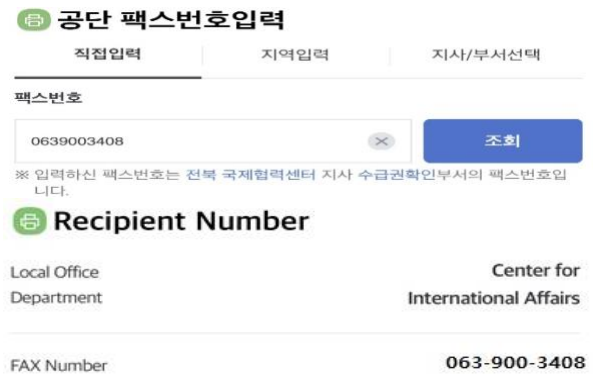 공단 팩스번호입력
직접입력 지역입력 지사/부서선택
팩스번호
0639003408 조회
※ 입력하신 팩스번호는 전북 국제협력센터 지사 수급권확인부서의 팩스번호입
니다.
Recipient Number
Local Office Center for
Department International Affairs
FAX Number 063-900-3408